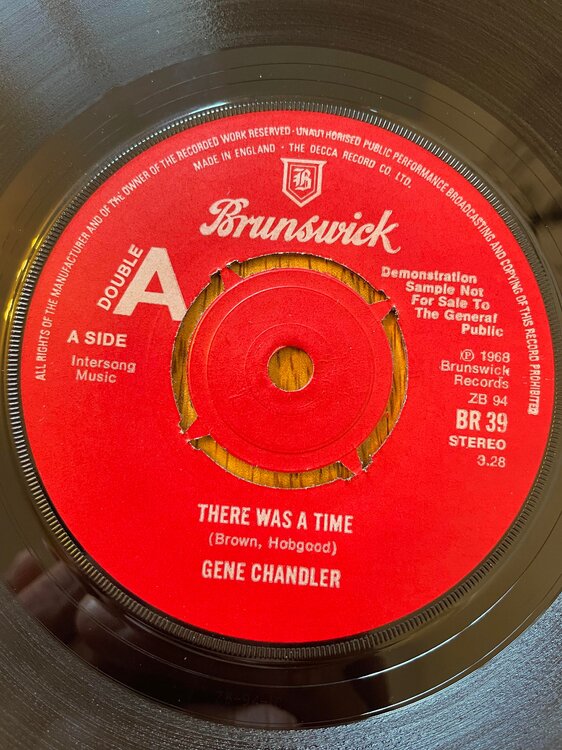 ALL RIGHTS OF THE MANUFACTURER AND OF THE OWNER OF THE RECORDED WORK RESERVED · UNAUTHORISED PUBLIC PERFORMANCE BROADCASTING AND COPYING OF THIS RECORD PROHIBITED
MADE IN ENGLAND · THE DECCA RECORD CO LTD.
B
Brunswick
DOUBLE
A
A SIDE
Intersong
Music
Demonstration
Sample Not
For Sale To
The General
Public
Ⓟ 1968
Brunswick
Records
ZB 94
BR 39
STEREO
3.28
THERE WAS A TIME
(Brown, Hobgood)
GENE CHANDLER